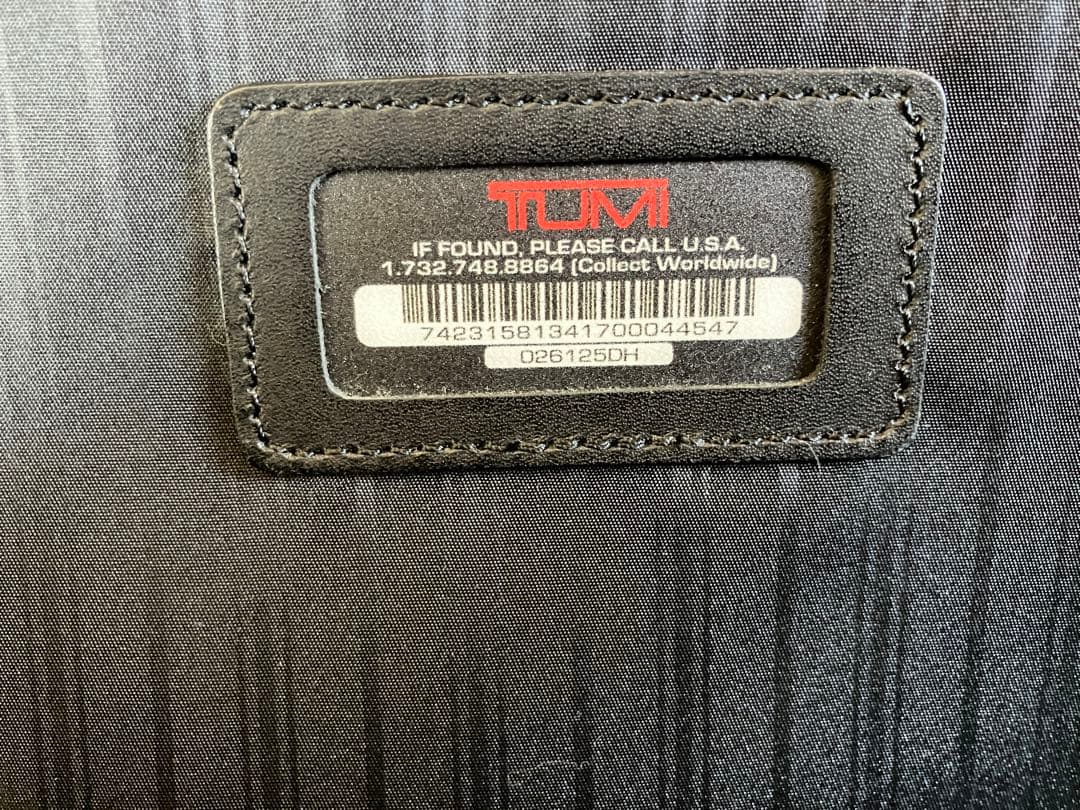 TUMI
IF FOUND, PLEASE CALL U.S.A.
1.732.748.8864 (Collect Worldwide)
74231581341700044547
026125DH